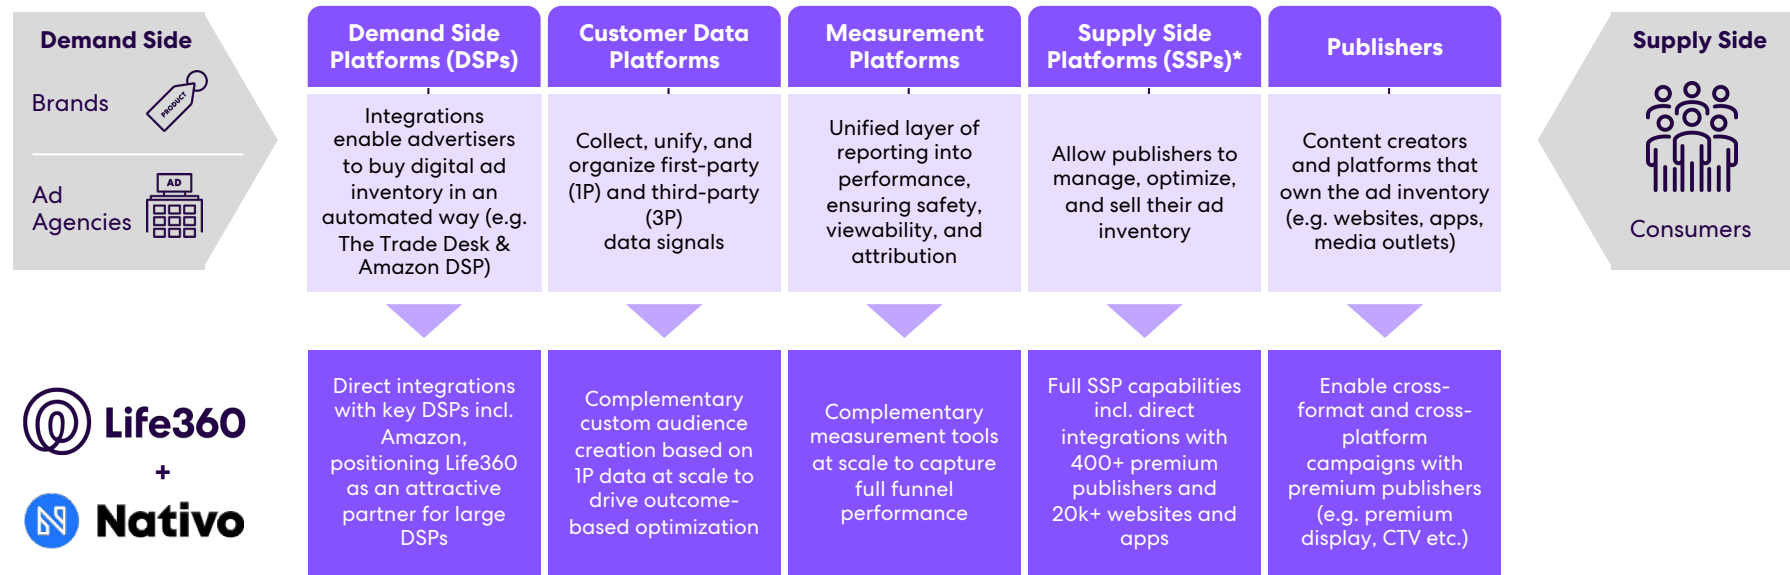 Demand Side
Brands
PRODUCT
Ad
Agencies
AD
Demand Side
Platforms (DSPs)
Integrations
enable advertisers
to buy digital ad
inventory in an
automated way (e.g.
The Trade Desk &
Amazon DSP)
Customer Data
Platforms
Collect, unify, and
organize first-party
(1P) and third-party
(3P)
data signals
Measurement
Platforms
Unified layer of
reporting into
performance,
ensuring safety,
viewability, and
attribution
Supply Side
Platforms (SSPs)*
Allow publishers to
manage, optimize,
and sell their ad
inventory
Publishers
Content creators
and platforms that
own the ad inventory
(e.g. websites, apps,
media outlets)
Supply Side
Consumers
Life360
+
Nativo
Direct integrations
with key DSPs incl.
Amazon,
positioning Life360
as an attractive
partner for large
DSPs
Complementary
custom audience
creation based on
1P data at scale to
drive outcome-
based optimization
Complementary
measurement tools
at scale to capture
full funnel
performance
Full SSP capabilities
incl. direct
integrations with
400+ premium
publishers and
20k+ websites and
apps
Enable cross-
format and cross-
platform
campaigns with
premium publishers
(e.g. premium
display, CTV etc.)